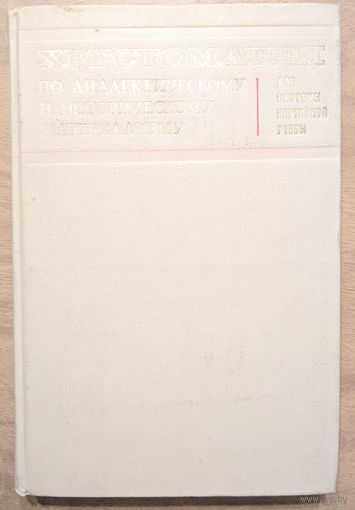 ХРЕСТОМАТИЯ
ПО ДИАЛЕКТИЧЕСКОМУ
И ИСТОРИЧЕСКОМУ
МАТЕРИАЛИЗМУ
ДЛЯ
СИСТЕМЫ
ПАРТИЙНОЙ
УЧЕБЫ